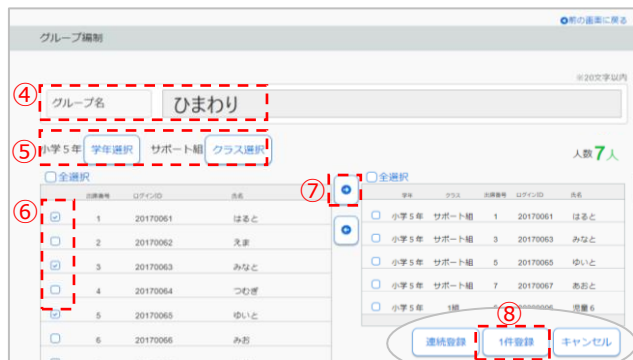 前の画面に戻る
グループ編制
※20文字以内
④ グループ名 ひまわり
⑤ 小学5年 学年選択 サポート組 クラス選択 人数7人
全選択 ⑦ 全選択
出席番号 ログインID 氏名 学年 クラス 出席番号 ログインID 氏名
⑥ 1 20170061 はると 小学5年 サポート組 1 20170061 はると
2 20170062 えま 小学5年 サポート組 3 20170063 みなと
3 20170063 みなと 小学5年 サポート組 5 20170065 ゆいと
4 20170064 つむぎ 小学5年 サポート組 7 20170067 あおと
5 20170065 ゆいと 小学5年 1組 児童6
6 20170066 みお
⑧
連続登録 1件登録 キャンセル